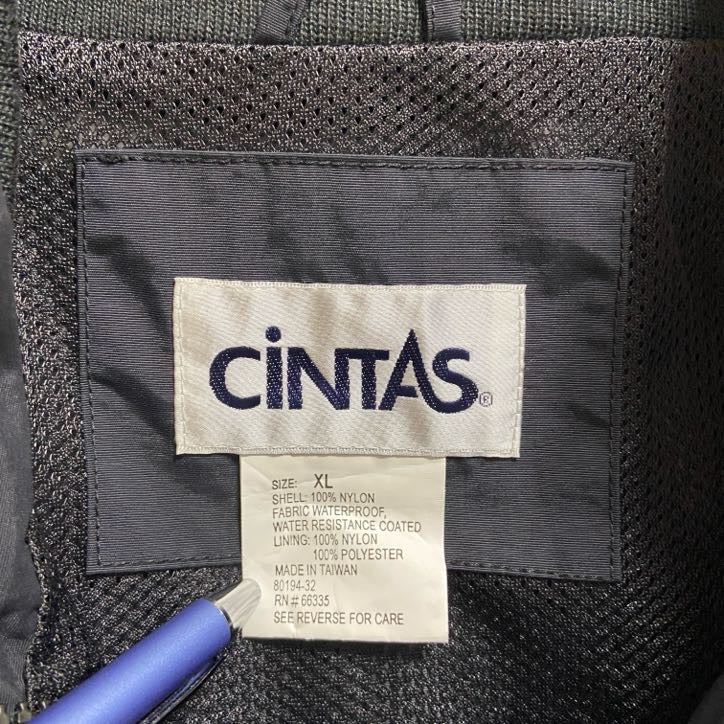 CiNTAS®
SIZE: XL
SHELL: 100% NYLON
FABRIC WATERPROOF,
WATER RESISTANCE COATED
LINING: 100% NYLON
100% POLYESTER
MADE IN TAIWAN
80194-32
RN# 66335
SEE REVERSE FOR CARE